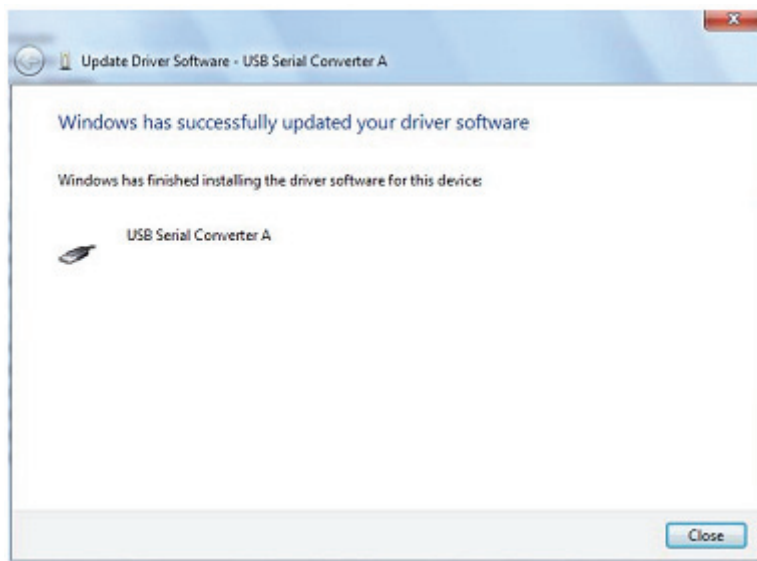 Update Driver Software - USB Serial Converter A
Windows has successfully updated your driver software
Windows has finished installing the driver software for this device:
USB Serial Converter A
Close